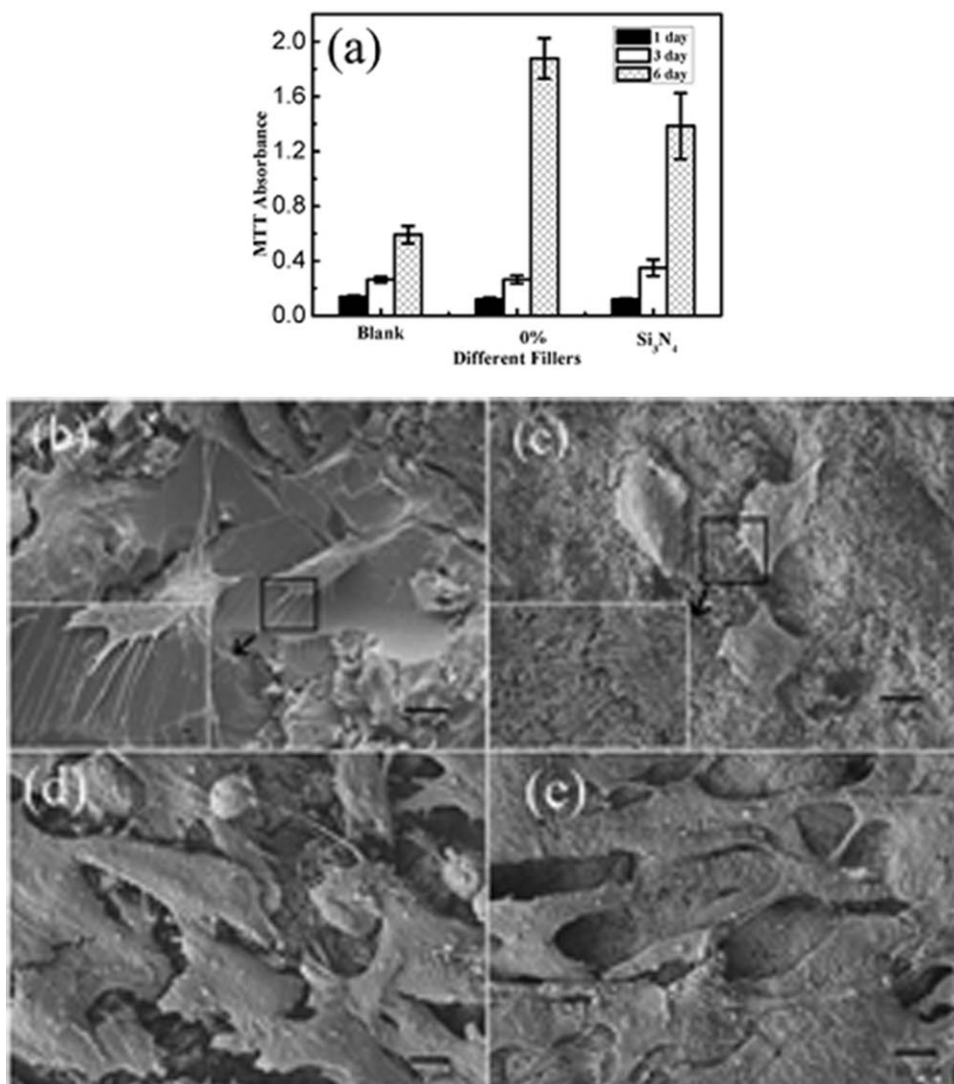 (a)
1 day
3 day
6 day
2.0
1.6
1.2
0.8
0.4
0.0
MTT Absorbance
Blank
0%
Si₃N₄
Different Fillers
(b)
(c)
(d)
(e)